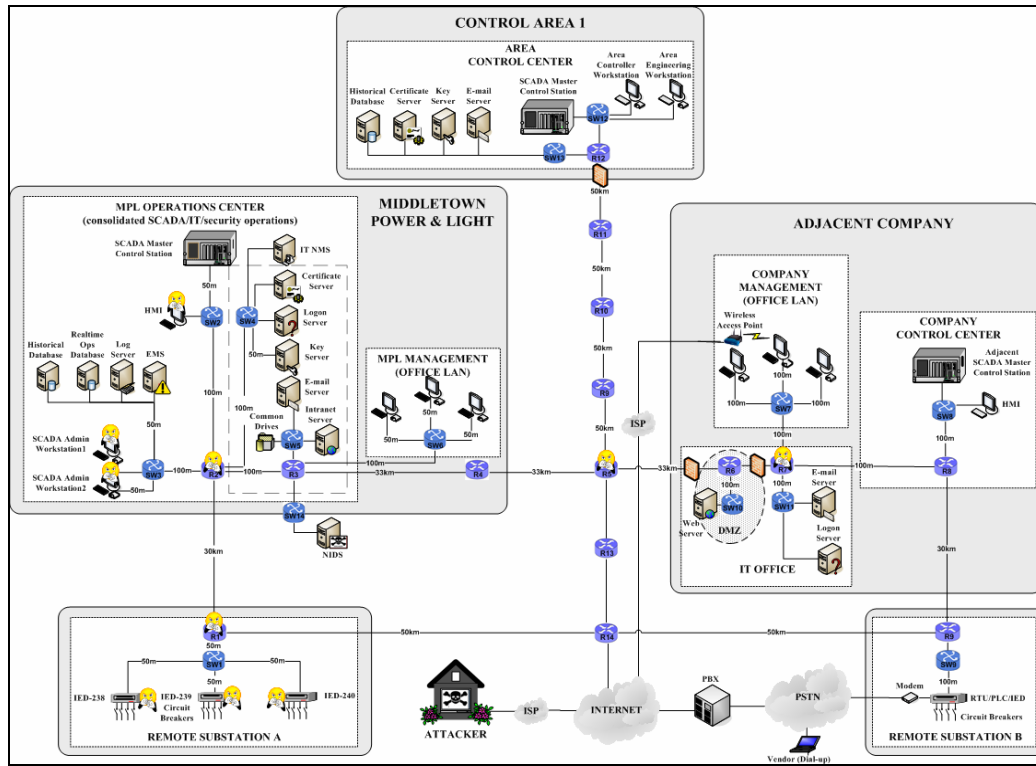 CONTROL AREA 1
AREA
CONTROL CENTER
Area
Controller
Workstation
Area
Engineering
Workstation
SCADA Master
Control Station
Historical
Database
Certificate
Server
Key
Server
E-mail
Server
SW12
SW13
R12
50km
R11
50km
R10
50km
R9
50km
MPL OPERATIONS CENTER
(consolidated SCADA/IT/security operations)
MIDDLETOWN
POWER & LIGHT
SCADA Master
Control Station
50m
HMI
SW2
IT NMS
Certificate
Server
SW4
Logon
Server
50m
Key
Server
E-mail
Server
Common
Drives
Intranet
Server
SW5
Historical
Database
Realtime
Ops
Database
Log
Server
EMS
100m
100m
50m
SCADA Admin
Workstation1
SCADA Admin
Workstation2
50m
SW3
100m
R2
100m
R3
100m
33km
R4
33km
R5
33km
SW14
NIDS
MPL MANAGEMENT
(OFFICE LAN)
50m
50m
50m
SW6
ADJACENT COMPANY
COMPANY
MANAGEMENT
(OFFICE LAN)
Wireless
Access Point
100m
100m
100m
SW7
100m
ISP
COMPANY
CONTROL CENTER
Adjacent
SCADA Master
Control Station
100m
SW8
HMI
100m
R8
R6
100m
Web
Server
SW10
DMZ
R7
100m
100m
SW11
E-mail
Server
Logon
Server
IT OFFICE
30km
30km
R13
R14
R1
50m
SW1
50m
50m
50m
IED-238
IED-239
IED-240
Circuit
Breakers
REMOTE SUBSTATION A
50km
50km
ATTACKER
ISP
INTERNET
PBX
PSTN
Vendor (Dial-up)
Modem
R9
SW9
100m
RTU/PLC/IED
Circuit Breakers
REMOTE SUBSTATION B